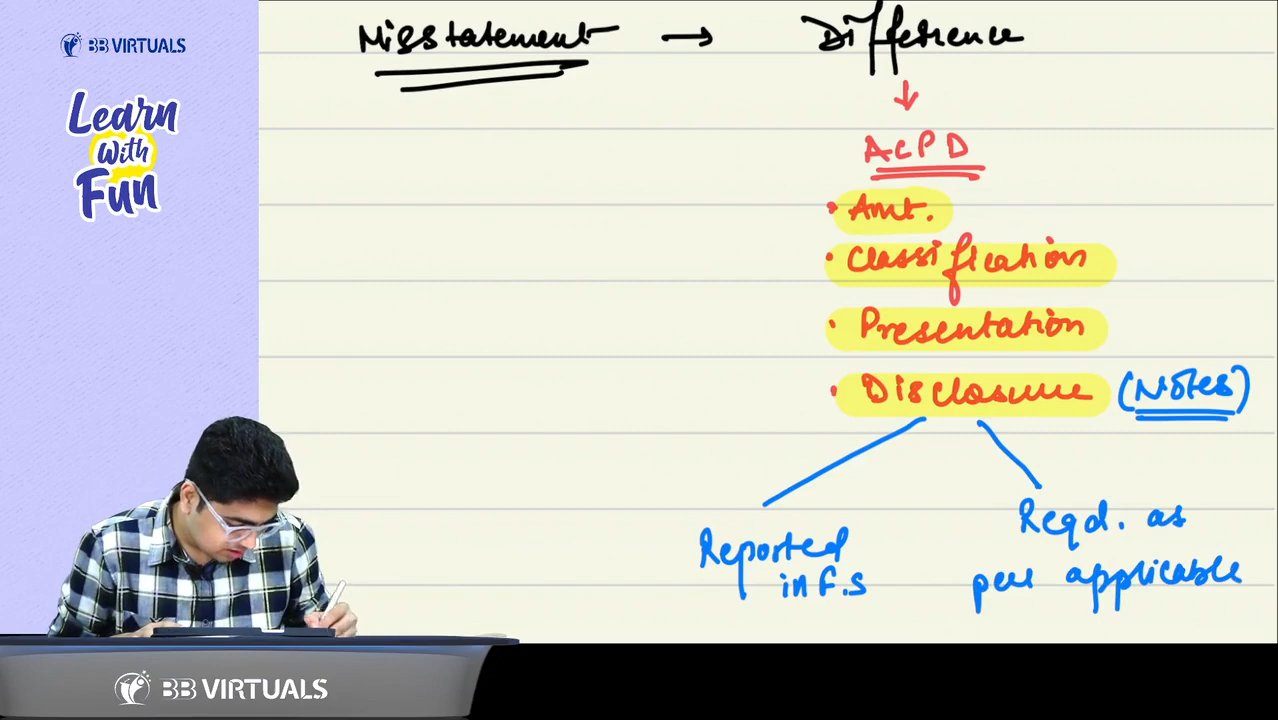 BB VIRTUALS
Learn
With
Fun
Misstatement → Difference
↓
ACPD
• Amt.
• Classification
• Presentation
• Disclosure (Notes)
Reported
in F.S
Reqd. as
per applicable
BB VIRTUALS